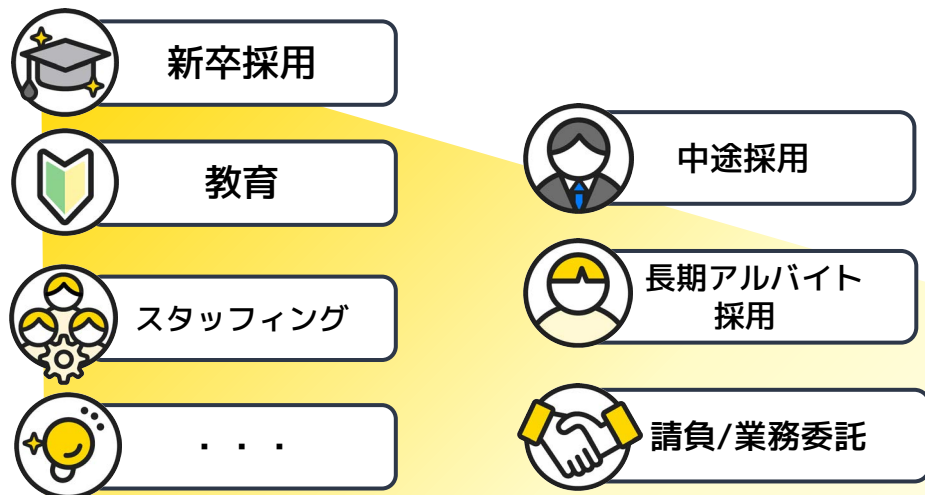 新卒採用
教育
スタッフィング
・・・
中途採用
長期アルバイト
採用
請負/業務委託